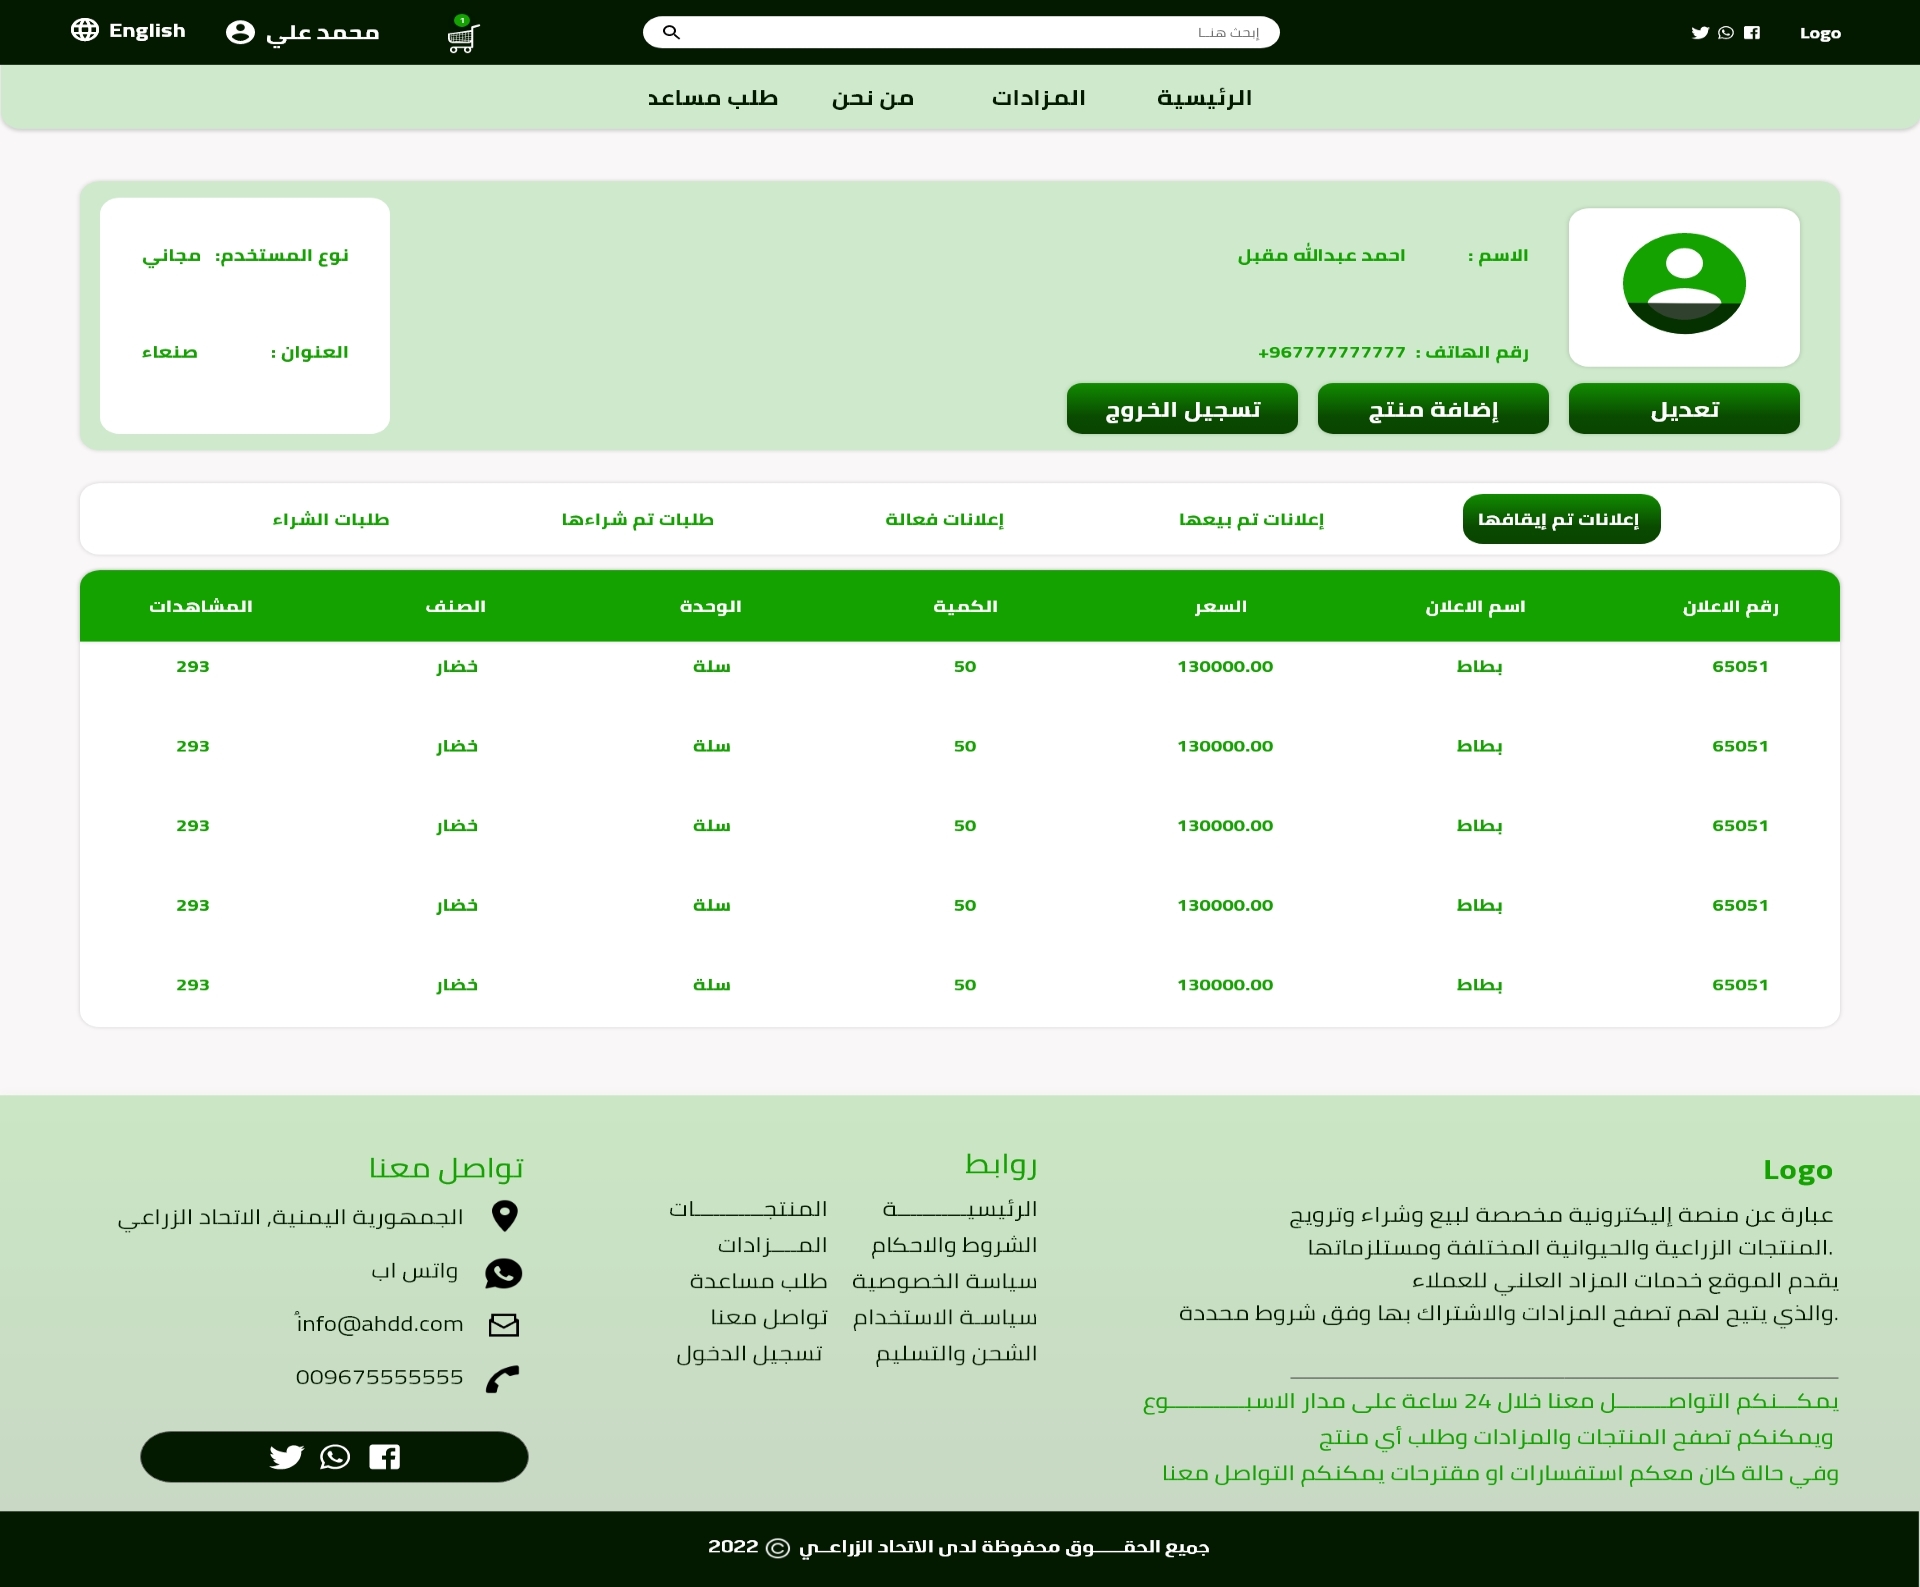 Logo
إبحث هنــا
1
محمد علي
English
الرئيسية
المزادات
من نحن
طلب مساعد
الاسم : احمد عبدالله مقبل
رقم الهاتف : 967777777777+
نوع المستخدم: مجاني
العنوان : صنعاء
تعديل
إضافة منتج
تسجيل الخروج
إعلانات تم إيقافها
إعلانات تم بيعها
إعلانات فعالة
طلبات تم شراءها
طلبات الشراء
رقم الاعلان اسم الاعلان السعر الكمية الوحدة الصنف المشاهدات
65051 بطاط 130000.00 50 سلة خضار 293
65051 بطاط 130000.00 50 سلة خضار 293
65051 بطاط 130000.00 50 سلة خضار 293
65051 بطاط 130000.00 50 سلة خضار 293
65051 بطاط 130000.00 50 سلة خضار 293
Logo
عبارة عن منصة إليكترونية مخصصة لبيع وشراء وترويج
.المنتجات الزراعية والحيوانية المختلفة ومستلزماتها
يقدم الموقع خدمات المزاد العلني للعملاء
.والذي يتيح لهم تصفح المزادات والاشتراك بها وفق شروط محددة
يمكـــنكم التواصـــــــل معنا خلال 24 ساعة على مدار الاسبـــــــــوع
ويمكنكم تصفح المنتجات والمزادات وطلب أي منتج
وفي حالة كان معكم استفسارات او مقترحات يمكنكم التواصل معنا
روابط
الرئيسيـــــــــــة
الشروط والاحكام
سياسة الخصوصية
سياسـة الاستخدام
الشحن والتسليم
المنتجـــــــــــات
المــــزادات
طلب مساعدة
تواصل معنا
تسجيل الدخول
تواصل معنا
الجمهورية اليمنية, الاتحاد الزراعي
واتس اب
info@ahdd.com
009675555555
جميع الحقـــــوق محفوظة لدى الاتحاد الزراعــي © 2022